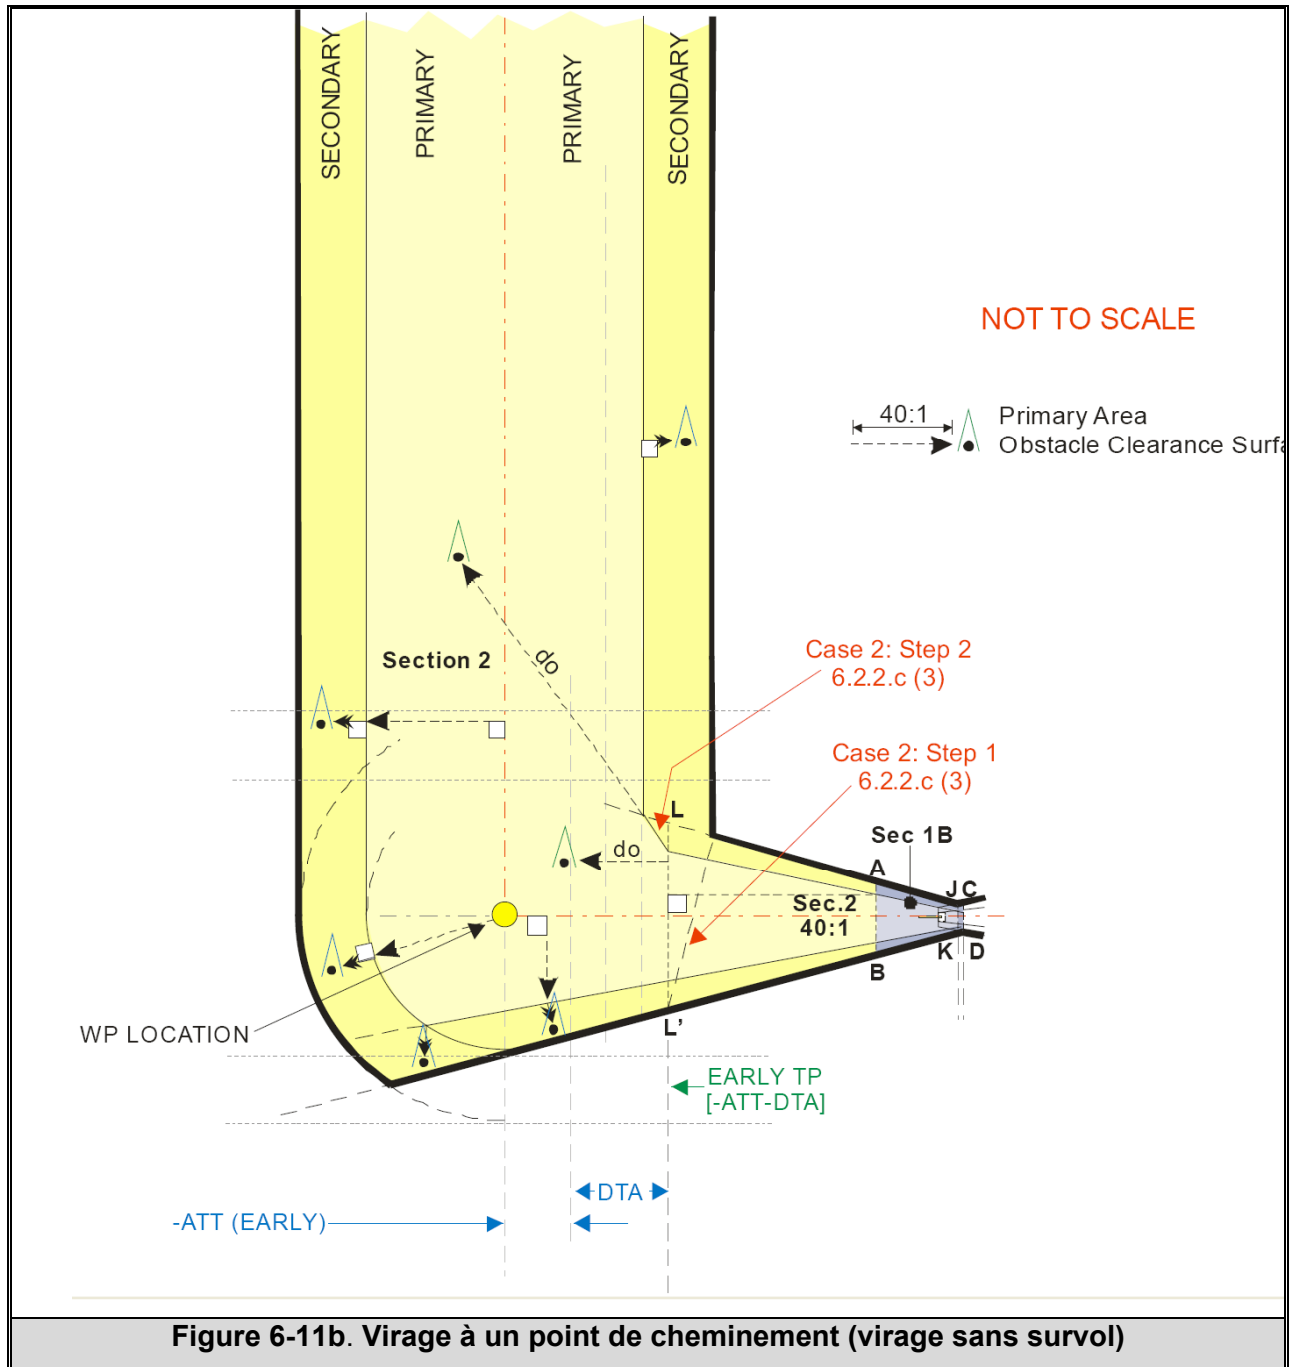 SECONDARY
PRIMARY
PRIMARY
SECONDARY
NOT TO SCALE
40:1
Primary Area
Obstacle Clearance Surfa
do
Section 2
Case 2: Step 2
6.2.2.c (3)
Case 2: Step 1
6.2.2.c (3)
L
do
Sec 1B
A
J C
Sec.2
40:1
K D
B
L’
WP LOCATION
EARLY TP
[-ATT-DTA]
DTA
-ATT (EARLY)
Figure 6-11b. Virage à un point de cheminement (virage sans survol)